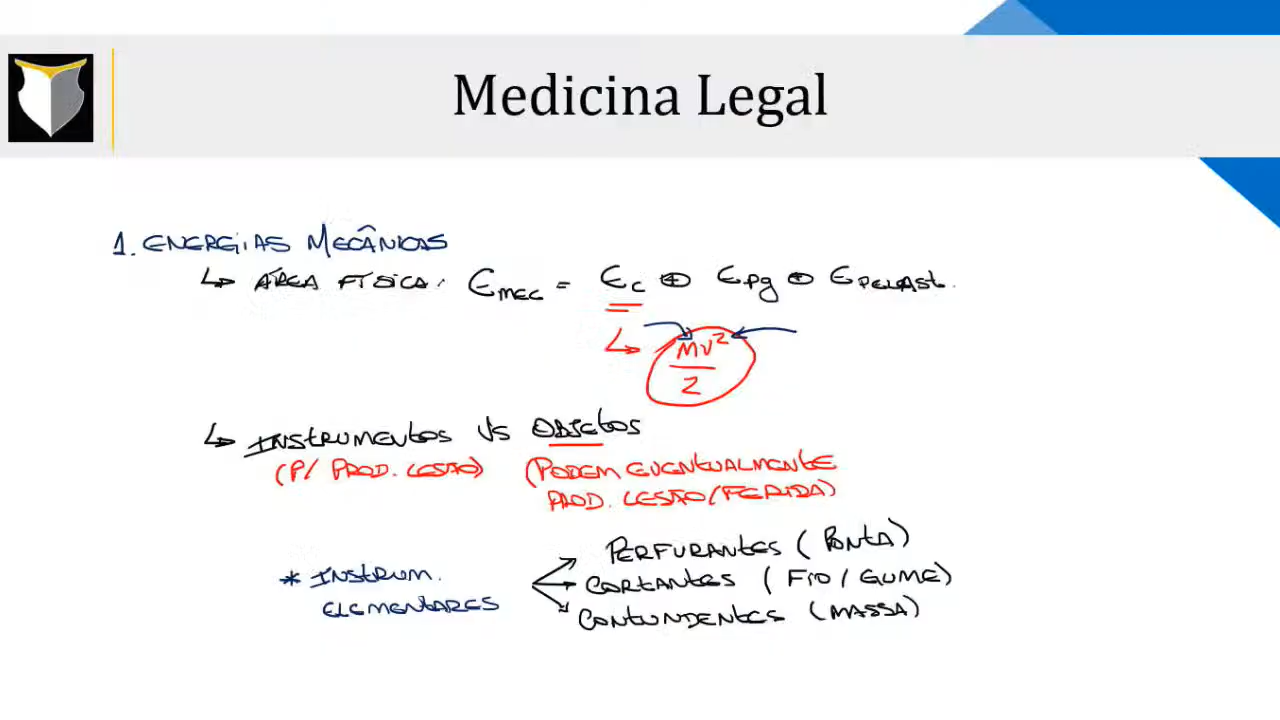 Medicina Legal
1. ENERGIAS MECÂNICAS
↳ ÁREA FÍSICA: EMEC = EC ⊕ EPg ⊕ EPELAST.
↳ MV²
2
↳ INSTRUMENTOS VS OBJETOS
(P/ PROD. LESÃO) (PODEM EVENTUALMENTE
PROD. LESÃO/FERIDA)
PERFURANTES (PONTA)
* INSTRUM. CORTANTES (FIO/GUME)
ELEMENTARES CONTUNDENTES (MASSA)